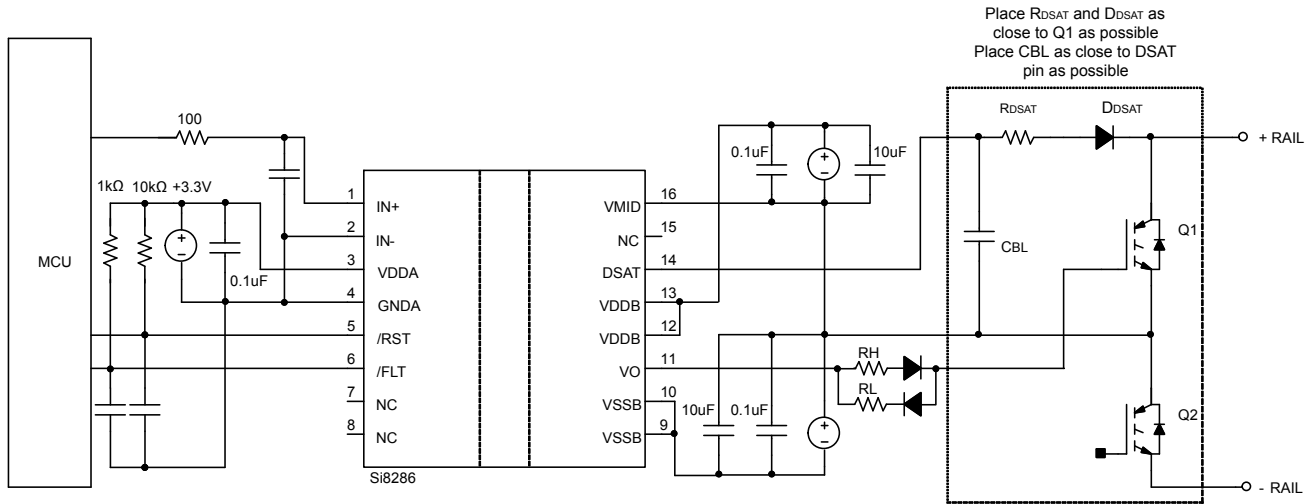 Place RDSAT and DDSAT as
close to Q1 as possible
Place CBL as close to DSAT
pin as possible
MCU
100
1kΩ 10kΩ +3.3V
0.1uF
1 IN+
2 IN-
3 VDDA
4 GNDA
5 /RST
6 /FLT
7 NC
8 NC
Si8286
VMID 16
NC 15
DSAT 14
VDDB 13
VDDB 12
VO 11
VSSB 10
VSSB 9
0.1uF
10uF
10uF
0.1uF
RH
RL
RDSAT
DDSAT
CBL
Q1
Q2
+ RAIL
- RAIL